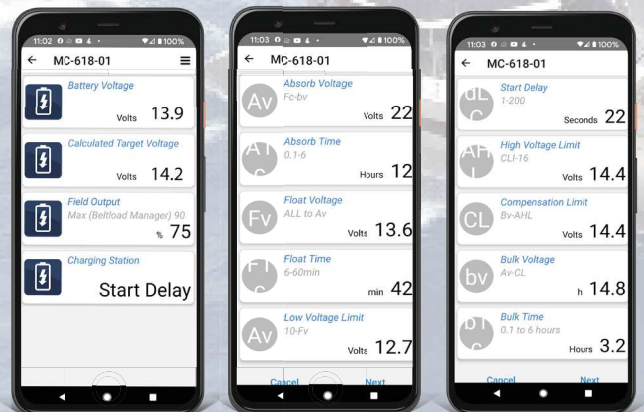 11:02
100%
MC-618-01
Battery Voltage
Volts 13.9
Calculated Target Voltage
Volts 14.2
Field Output
Max (Beltload Manager) 90
% 75
Charging Station
Start Delay
11:03
100%
MC-618-01
Av
Absorb Voltage
Fc-bv
Volts 22
Absorb Time
0.1-6
Hours 12
Fv
Float Voltage
ALL to Av
Volts 13.6
Float Time
6-60min
min 42
Av
Low Voltage Limit
10-Fv
Volts 12.7
Cancel Next
11:03
100%
MC-618-01
Start Delay
1-200
Seconds 22
High Voltage Limit
CLI-16
Volts 14.4
CL
Compensation Limit
Bv-AHL
Volts 14.4
bv
Bulk Voltage
Av-CL
h 14.8
Bulk Time
0.1 to 6 hours
Hours 3.2
Cancel Next